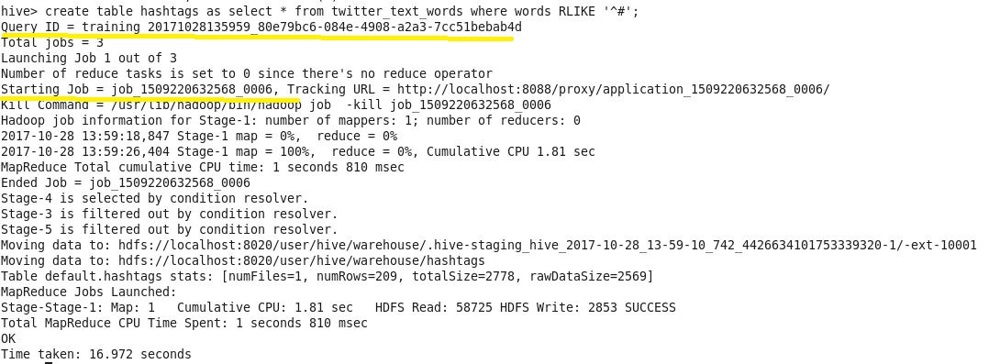 hive> create table hashtags as select * from twitter_text_words where words RLIKE '^#';
Query ID = training_20171028135959_80e79bc6-084e-4908-a2a3-7cc51bebab4d
Total jobs = 3
Launching Job 1 out of 3
Number of reduce tasks is set to 0 since there's no reduce operator
Starting Job = job_1509220632568_0006, Tracking URL = http://localhost:8088/proxy/application_1509220632568_0006/
Kill Command = /usr/lib/hadoop/bin/hadoop job  -kill job_1509220632568_0006
Hadoop job information for Stage-1: number of mappers: 1; number of reducers: 0
2017-10-28 13:59:18,847 Stage-1 map = 0%,  reduce = 0%
2017-10-28 13:59:26,404 Stage-1 map = 100%,  reduce = 0%, Cumulative CPU 1.81 sec
MapReduce Total cumulative CPU time: 1 seconds 810 msec
Ended Job = job_1509220632568_0006
Stage-4 is selected by condition resolver.
Stage-3 is filtered out by condition resolver.
Stage-5 is filtered out by condition resolver.
Moving data to: hdfs://localhost:8020/user/hive/warehouse/.hive-staging_hive_2017-10-28_13-59-10_742_4426634101753339320-1/-ext-10001
Moving data to: hdfs://localhost:8020/user/hive/warehouse/hashtags
Table default.hashtags stats: [numFiles=1, numRows=209, totalSize=2778, rawDataSize=2569]
MapReduce Jobs Launched:
Stage-Stage-1: Map: 1   Cumulative CPU: 1.81 sec   HDFS Read: 58725 HDFS Write: 2853 SUCCESS
Total MapReduce CPU Time Spent: 1 seconds 810 msec
OK
Time taken: 16.972 seconds